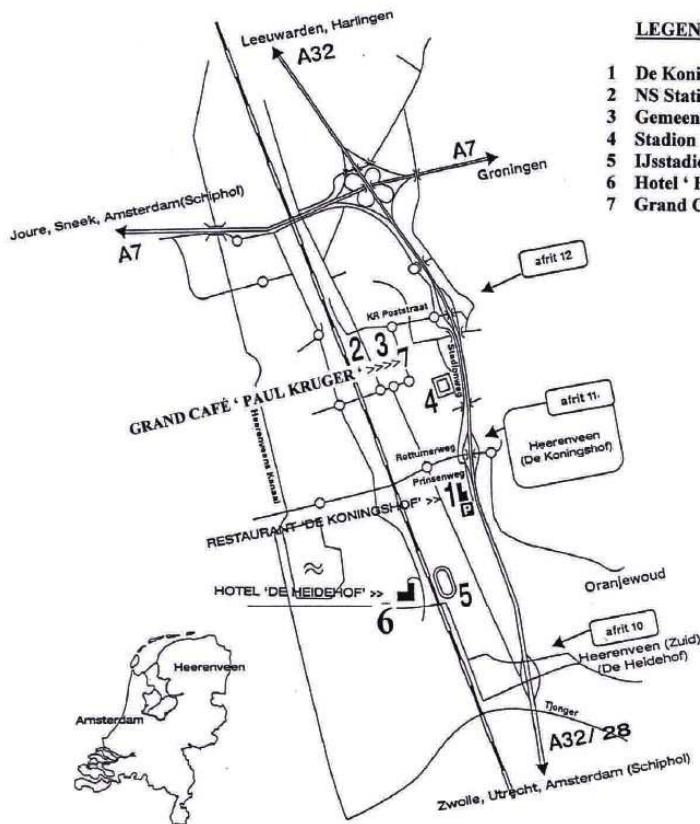 LEGEN
1 De Koni
2 NS Stati
3 Gemeen
4 Stadion
5 IJsstadio
6 Hotel ‘ H
7 Grand C
Leeuwarden, Harlingen
A32
A7
Groningen
Joure, Sneek, Amsterdam(Schiphol)
A7
afrit 12
KR Poststraat
2 3
7
GRAND CAFÉ ‘ PAUL KRUGER ‘ >>>>
Stadionweg
4
Heerenveens Kanaal
afrit 11
Heerenveen
(De Koningshof)
Rottumerweg
Prinsenweg
1
P
RESTAURANT 'DE KONINGSHOF' >>
Oranjewoud
HOTEL 'DE HEIDEHOF' >>
5
6
afrit 10
Heerenveen (Zuid)
(De Heidehof)
Tjonger
A32/ 28
Zwolle, Utrecht, Amsterdam (Schiphol)
Heerenveen
Amsterdam